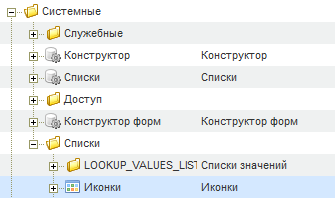 Системные
Служебные
Конструктор Конструктор
Списки Списки
Доступ
Конструктор форм Конструктор форм
Списки
LOOKUP_VALUES_LIST Списки значений
Иконки Иконки